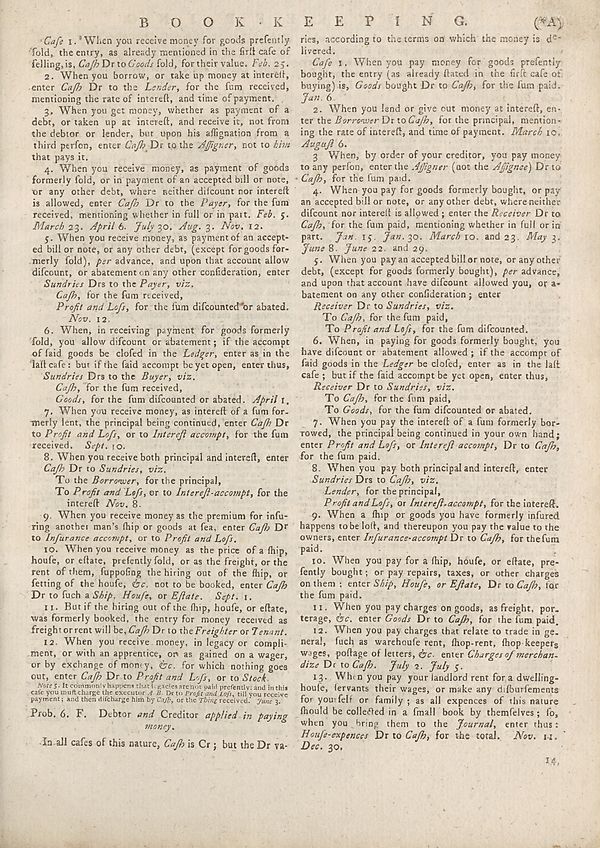 B O O K - K E E P I N G. (*A)
Caſe 1. When you receive money for goods preſently
ſold, the entry, as already mentioned in the firſt caſe of
ſelling, is, Caſh Dr to Goods ſold, for their value. Feb. 25.
2. When you borrow, or take up money at intereſt,
enter Caſh Dr to the Lender, for the ſum received,
mentioning the rate of intereſt, and time of payment.
3. When you get money, whether as payment of a
debt, or taken up at intereſt, and receive it, not from
the debtor or lender, but upon his aſſignation from a
third perſon, enter Caſh Dr to the Aſſigner, not to him
that pays it.
4. When you receive money, as payment of goods
formerly ſold, or in payment of an accepted bill or note,
or any other debt, where neither diſcount nor intereſt
is allowed, enter Caſh Dr to the Payer, for the ſum
received, mentioning whether in full or in part. Feb. 5.
March 23. April 6. July 30. Aug. 3. Nov. 12.
5. When you receive money, as payment of an accept-
ed bill or note, or any other debt, (except for goods for-
merly ſold), per advance, and upon that account allow
diſcount, or abatement on any other conſideration, enter
Sundries Drs to the Payer, viz.
Caſh, for the ſum received,
Profit and Loſs, for the ſum diſcounted or abated.
Nov. 12.
6. When, in receiving payment for goods formerly
ſold, you allow diſcount or abatement; if the accompt
of ſaid goods be cloſed in the Ledger, enter as in the
laſt caſe: but if the ſaid accompt be yet open, enter thus,
Sundries Drs to the Buyer, viz.
Caſh, for the ſum received,
Goods, for the ſum diſcounted or abated. April 1.
7. When you receive money, as intereſt of a ſum for-
merly lent, the principal being continued, enter Caſh Dr
to Profit and Loſs, or to Intereſt accompt, for the ſum
received. Sept. 10.
8. When you receive both principal and intereſt, enter
Caſh Dr to Sundries, viz.
To the Borrower, for the principal,
To Profit and Loſs, or to Intereſt-accompt, for the
intereſt Nov. 8.
9. When you receive money as the premium for inſu-
ring another man's ſhip or goods at ſea, enter Caſh Dr
to Inſurance accompt, or to Profit and Loſs.
10. When you receive money as the price of a ſhip,
houſe, or eſtate, preſently ſold, or as the freight, or the
rent of them, ſuppoſing the hiring out of the ſhip, or
ſetting of the houſe, &c. not to be booked, enter Caſh
Dr to ſuch a Ship, Houſe, or Eſtate. Sept. 1.
11. But if the hiring out of the ſhip, houſe, or eſtate,
was formerly booked, the entry for money received as
freight or rent will be, Caſh Dr to the Freighter or Tenant.
12. When you receive money, in legacy or compli-
ment, or with an apprentice, or as gained on a wager,
or by exchange of money, &c. for which nothing goes
out, enter Caſh Dr to Profit and Loſs, or to Stock.
Note 5. It commonly happens that legacies are not paid preſently: and in this
caſe you muſt charge the executor A. B. Dr to Profit and Loſs, till you receive
payment; and then diſcharge him by Caſh, or the Thing received. June 3.
Prob. 6. F. Debtor and Creditor applied in paying
money.
In all caſes of this nature, Caſh is Cr; but the Dr va-
ries, according to the terms on which the money is de-
livered.
Caſe 1. When you pay money for goods preſently
bought, the entry (as already ſtated in the firſt caſe of
buying) is, Goods bought Dr to Caſh, for the ſum paid.
Jan. 6.
2. When you lend or give out money at intereſt, en-
ter the Borrower Dr to Caſh, for the principal, mention-
ing the rate of intereſt, and time of payment. March 10.
Auguſt 6.
3 When, by order of your creditor, you pay money
to any perſon, enter the Aſſigner (not the Aſſignee) Dr to
Caſh, for the ſum paid.
4. When you pay for goods formerly bought, or pay
an accepted bill or note, or any other debt, where neither
diſcount nor intereſt is allowed; enter the Receiver Dr to
Caſh, for the ſum paid, mentioning whether in full or in
part. Jan. 15. Jan. 30. March 10. and 23. May 3.
June 8. June 22. and 29.
5. When you pay an accepted bill or note, or any other
debt, (except for goods formerly bought), per advance,
and upon that account have diſcount allowed you, or a-
batement on any other conſideration; enter
Receiver Dr to Sundries, viz.
To Caſh, for the ſum paid,
To Profit and Loſs, for the ſum diſcounted.
6. When, in paying for goods formerly bought, you
have diſcount or abatement allowed; if the accompt of
ſaid goods in the Ledger be cloſed, enter as in the laſt
caſe; but if the ſaid accompt be yet open, enter thus,
Receiver Dr to Sundries, viz.
To Caſh, for the ſum paid,
To Goods, for the ſum diſcounted or abated.
7. When you pay the intereſt of a ſum formerly bor-
rowed, the principal being continued in your own hand;
enter Profit and Loſs, or Intereſt accompt, Dr to Caſh,
for the ſum paid.
8. When you pay both principal and intereſt, enter
Sundries Drs to Caſh, viz.
Lender, for the principal,
Profit and Loſs, or Intereſt-accompt, for the intereſt.
9. When a ſhip or goods you have formerly inſured
happens to be loſt, and thereupon you pay the value to the
owners, enter Inſurance-accompt Dr to Caſh, for the ſum
paid.
10. When you pay for a ſhip, houſe, or eſtate, pre-
ſently bought; or pay repairs, taxes, or other charges
on them: enter Ship, Houſe, or Eſtate, Dr to Caſh, for
the ſum paid.
11. When you pay charges on goods, as freight, por-
terage, &c. enter Goods Dr to Caſh, for the ſum paid.
12. When you pay charges that relate to trade in ge-
neral, ſuch as warehouſe rent, ſhop-rent, ſhop-keepers
wages, poſtage of letters, &c. enter Charges of merchan-
dize Dr to Caſh. July 2. July 5.
13. When you pay your landlord rent for a dwelling-
houſe, ſervants their wages, or make any diſburſements
for yourſelf or family; as all expences of this nature
ſhould be collected in a ſmall book by themſelves; ſo,
when you bring them to the Journal, enter thus:
Houſe-expences Dr to Caſh, for the total. Nov. 11.
Dec. 30.
14.